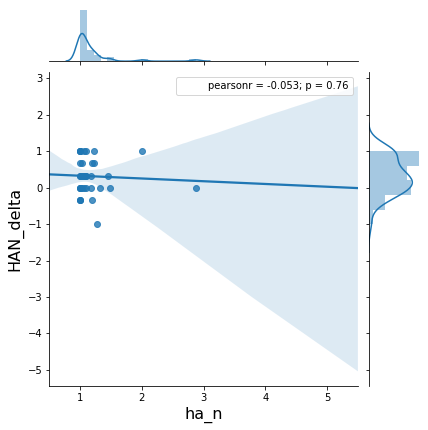 pearsonr = -0.053; p = 0.76
3
2
1
0
−1
−2
−3
−4
−5
HAN_delta
1 2 3 4 5
ha_n